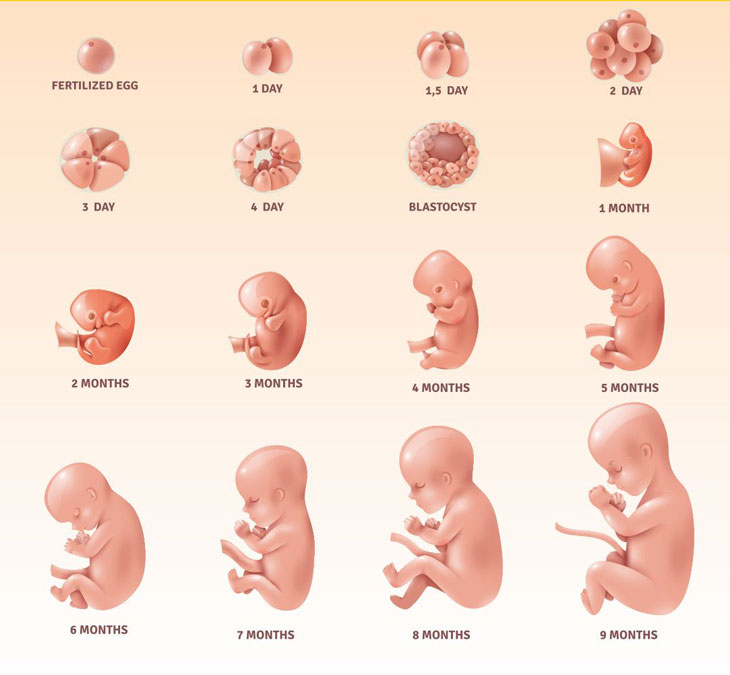 FERTILIZED EGG
1 DAY
1,5 DAY
2 DAY
3 DAY
4 DAY
BLASTOCYST
1 MONTH
2 MONTHS
3 MONTHS
4 MONTHS
5 MONTHS
6 MONTHS
7 MONTHS
8 MONTHS
9 MONTHS